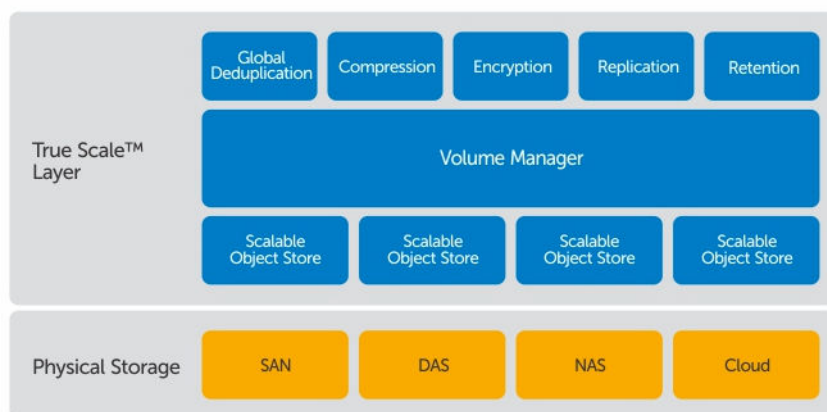 Global
Deduplication
Compression
Encryption
Replication
Retention
True Scale™
Layer
Volume Manager
Scalable
Object Store
Scalable
Object Store
Scalable
Object Store
Scalable
Object Store
Physical Storage
SAN
DAS
NAS
Cloud